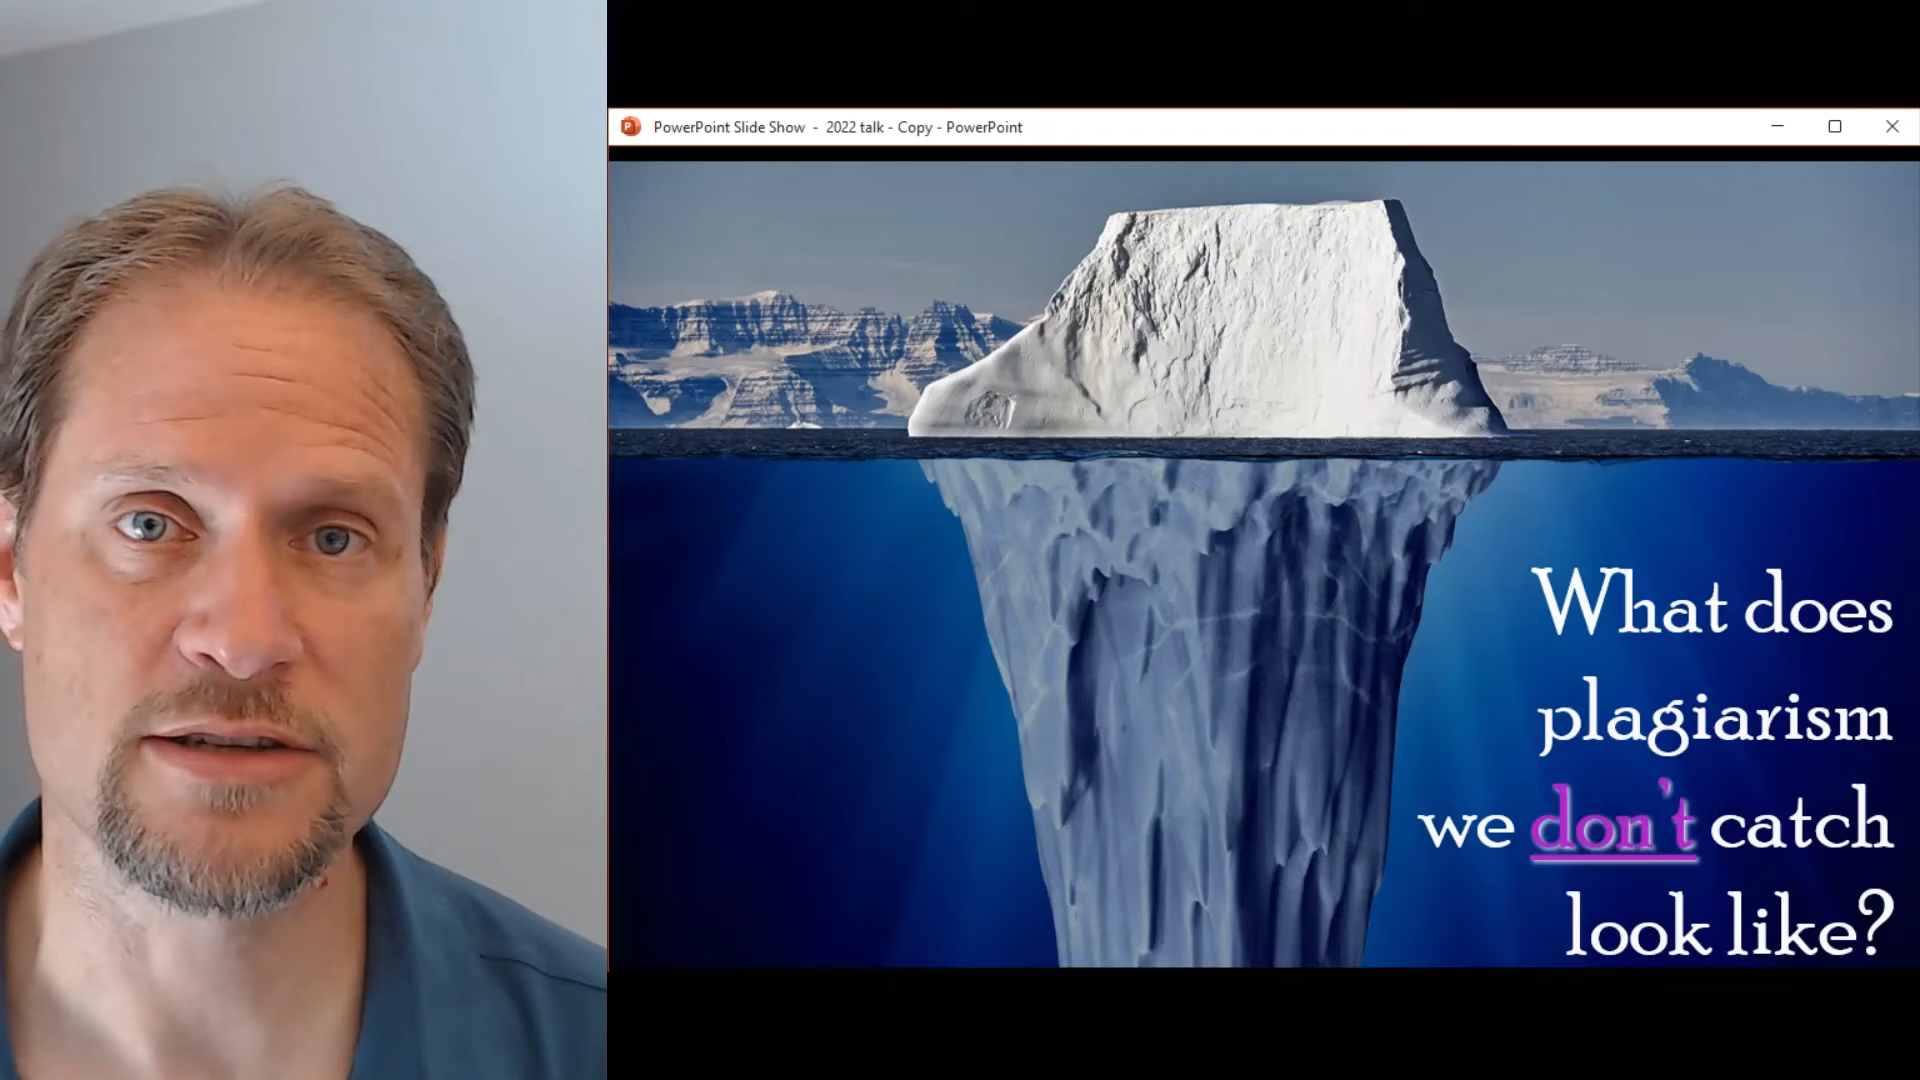 PowerPoint Slide Show - 2022 talk - Copy - PowerPoint
What does
plagiarism
we don't catch
look like?